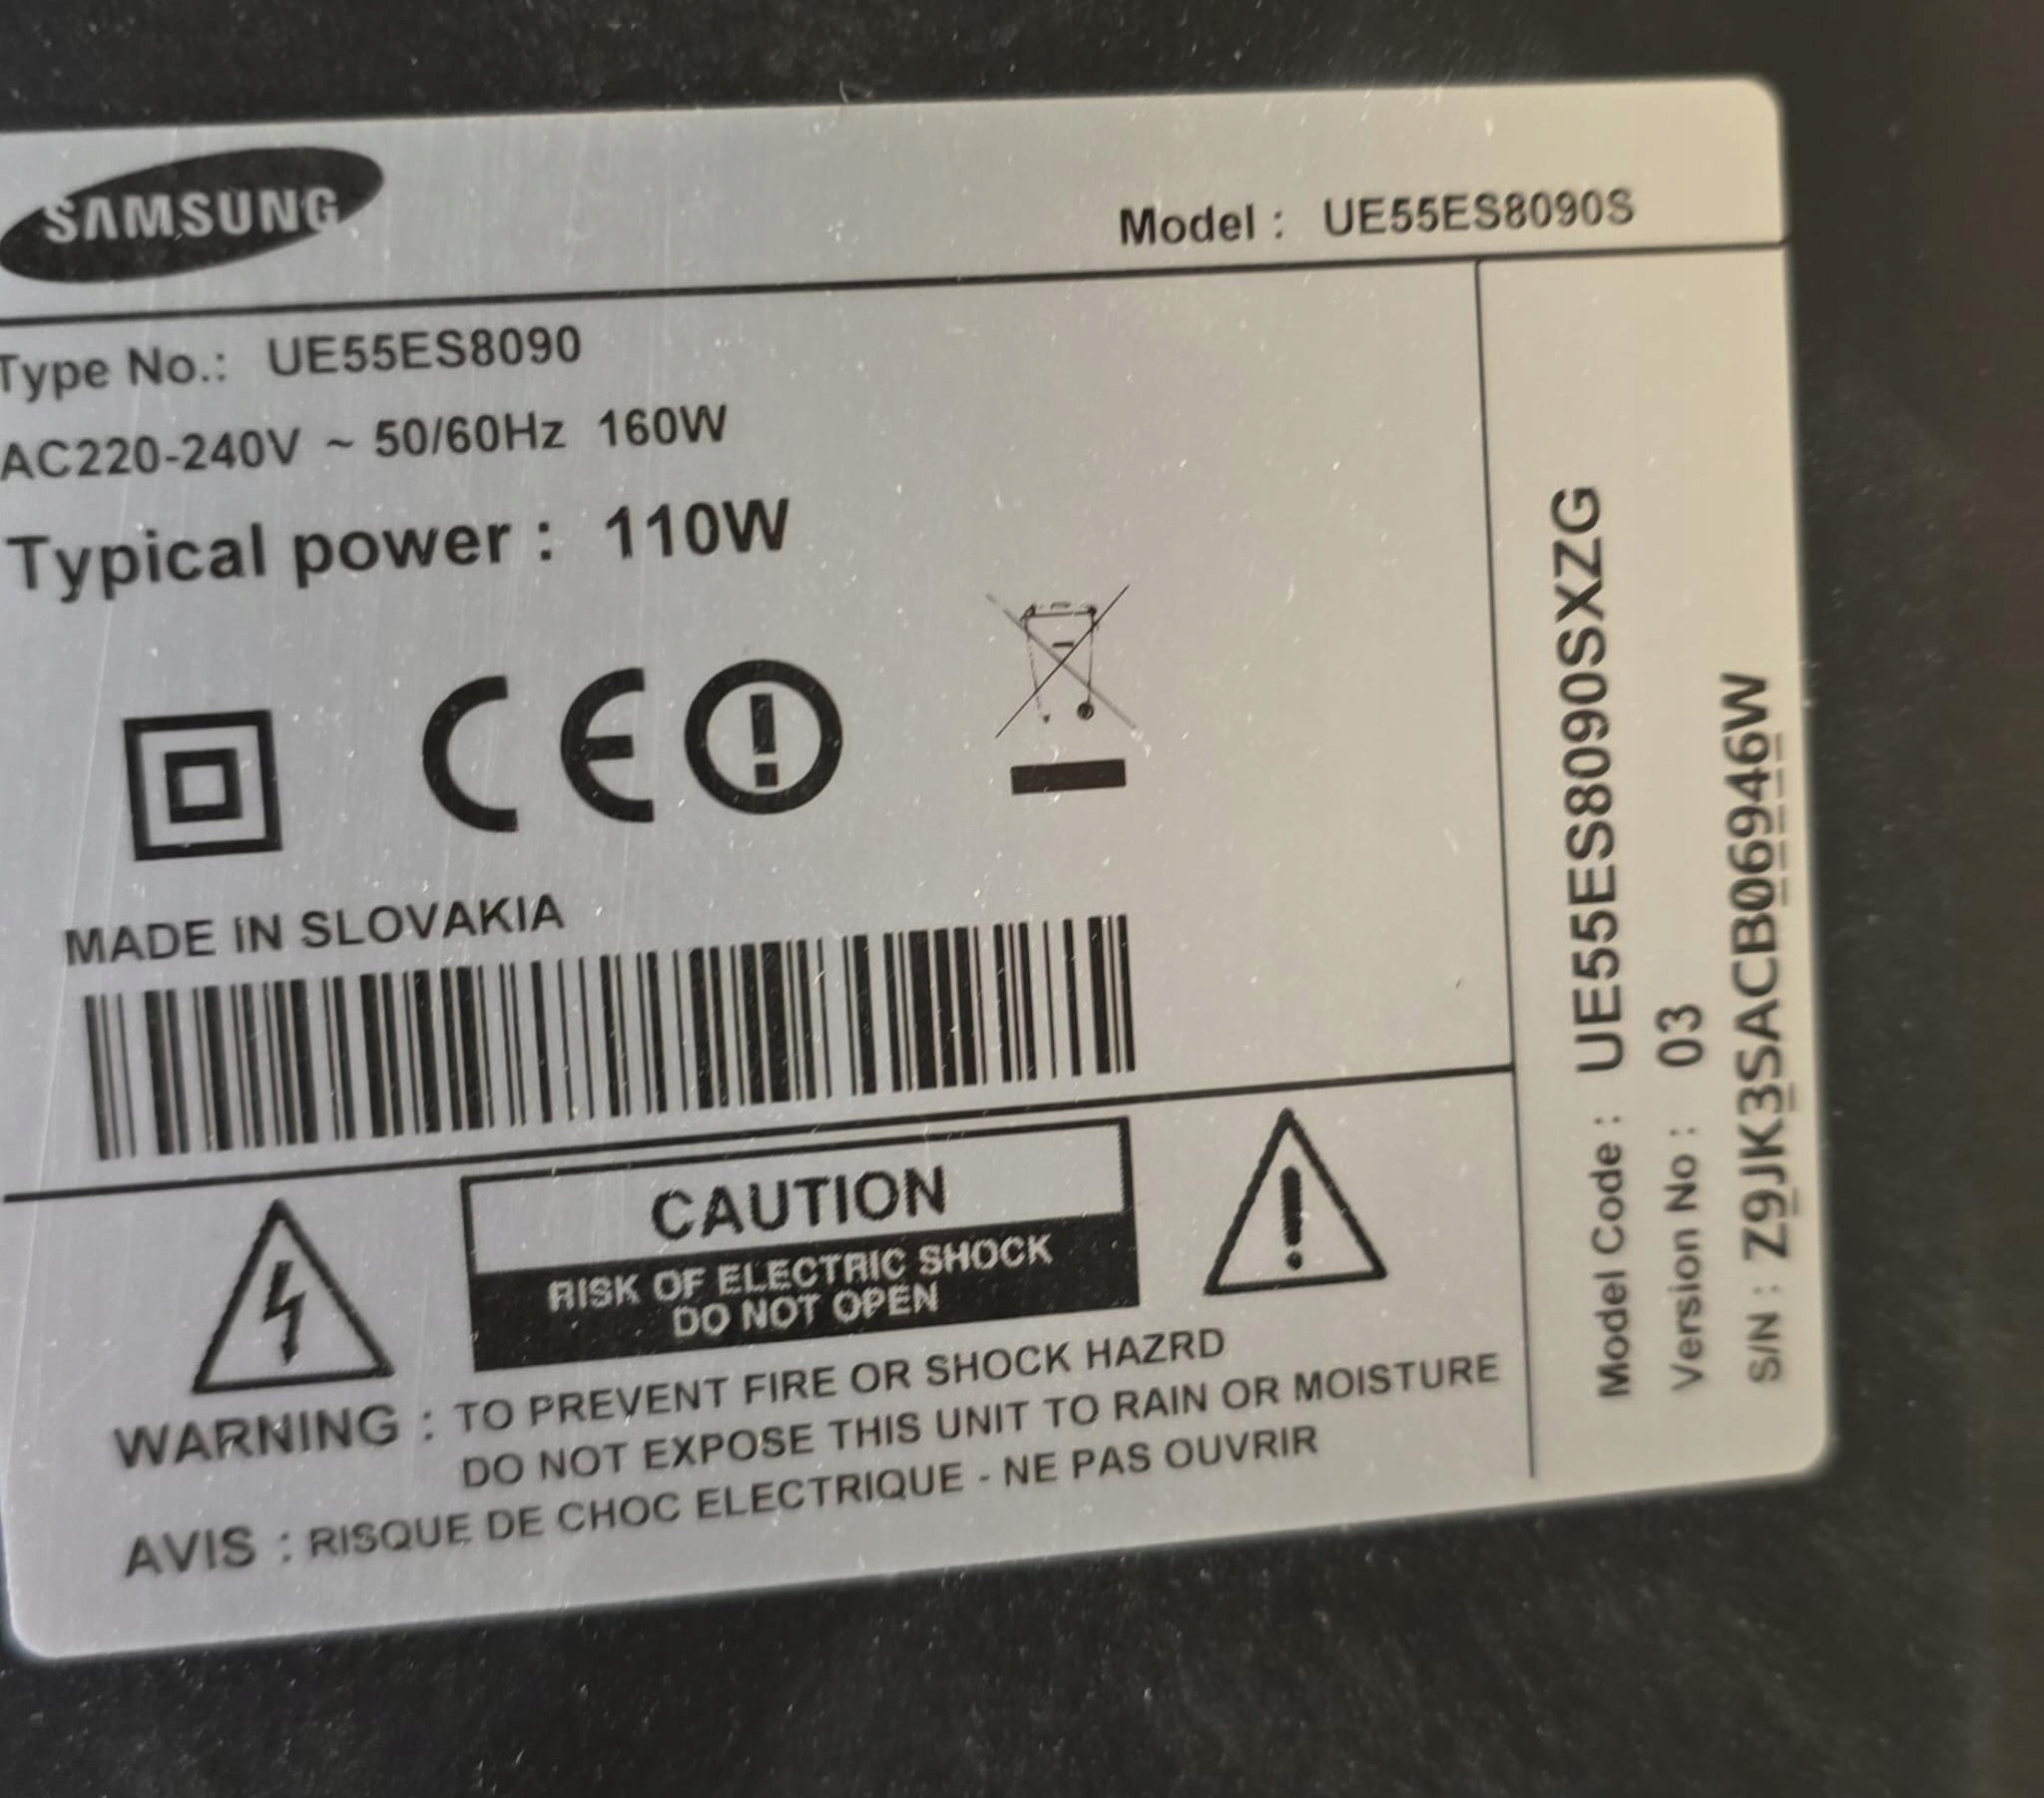 SAMSUNG
Model : UE55ES8090S
Type No.: UE55ES8090
AC220-240V ~ 50/60Hz 160W
Typical power : 110W
CE
MADE IN SLOVAKIA
CAUTION
RISK OF ELECTRIC SHOCK
DO NOT OPEN
WARNING : TO PREVENT FIRE OR SHOCK HAZRD
DO NOT EXPOSE THIS UNIT TO RAIN OR MOISTURE
AVIS : RISQUE DE CHOC ELECTRIQUE - NE PAS OUVRIR
Model Code : UE55ES8090SXZG
Version No : 03
S/N : Z9JK3SACB06946W